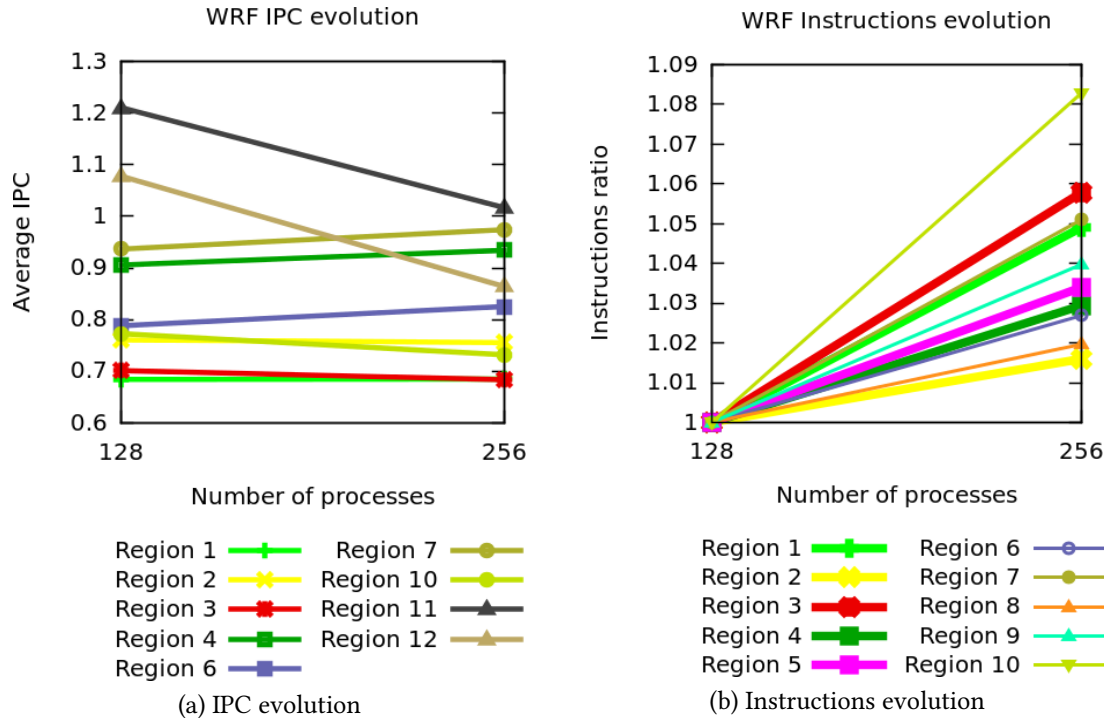 WRF IPC evolution
1.3
1.2
1.1
1
0.9
0.8
0.7
0.6
Average IPC
128
256
Number of processes
Region 1
Region 2
Region 3
Region 4
Region 6
Region 7
Region 10
Region 11
Region 12
(a) IPC evolution
WRF Instructions evolution
1.09
1.08
1.07
1.06
1.05
1.04
1.03
1.02
1.01
1
Instructions ratio
128
256
Number of processes
Region 1
Region 2
Region 3
Region 4
Region 5
Region 6
Region 7
Region 8
Region 9
Region 10
(b) Instructions evolution